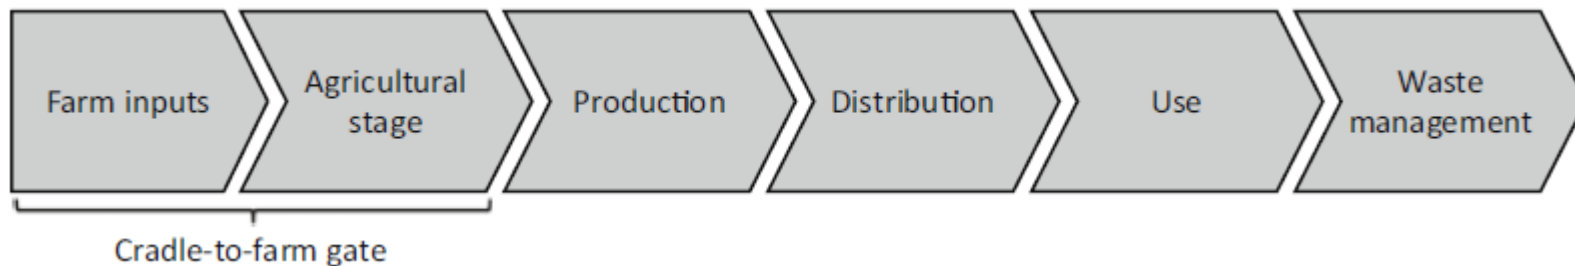 Farm inputs
Agricultural
stage
Production
Distribution
Use
Waste
management
Cradle-to-farm gate